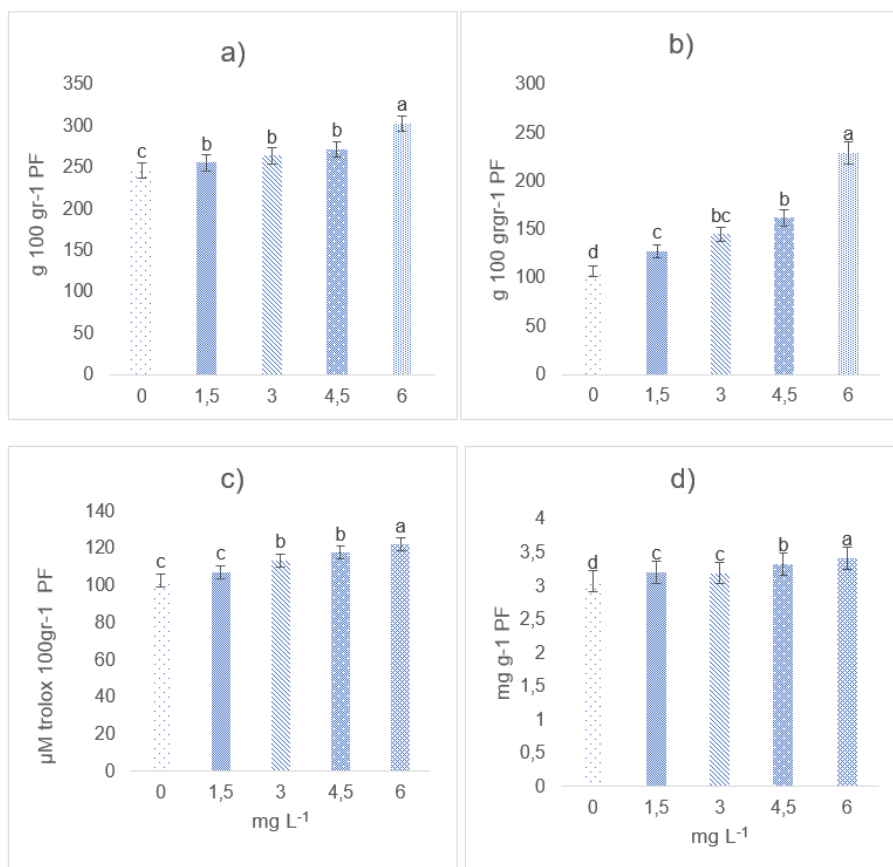 a)
g 100 gr-1 PF
350
300
250
200
150
100
50
0
c
b
b
b
a
0 1,5 3 4,5 6
b)
g 100 grgr-1 PF
300
250
200
150
100
50
0
d
c
bc
b
a
0 1,5 3 4,5 6
c)
µM trolox 100gr-1 PF
140
120
100
80
60
40
20
0
c
c
b
b
a
0 1,5 3 4,5 6
mg L⁻¹
d)
mg g-1 PF
4
3,5
3
2,5
2
1,5
1
0,5
0
d
c
c
b
a
0 1,5 3 4,5 6
mg L⁻¹